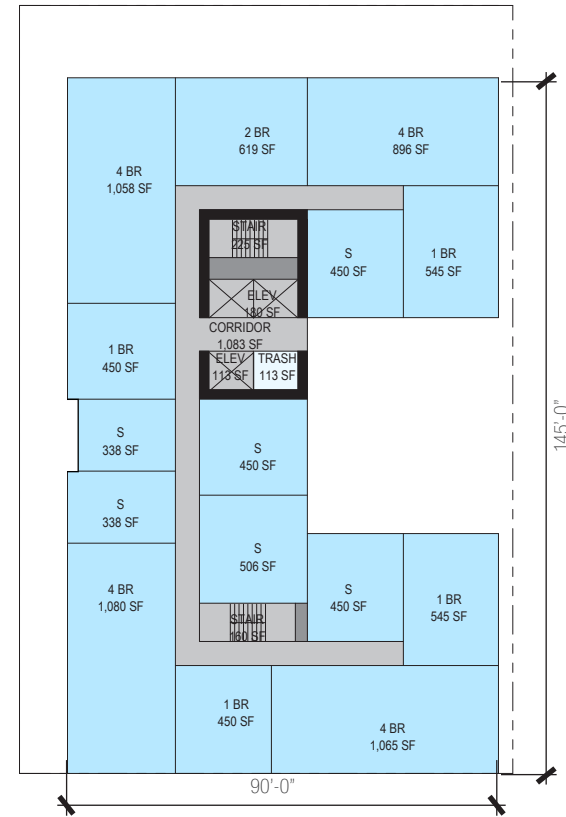 2 BR
619 SF
4 BR
896 SF
4 BR
1,058 SF
STAIR
225 SF
S
450 SF
1 BR
545 SF
ELEV
180 SF
CORRIDOR
1,083 SF
ELEV
113 SF
TRASH
113 SF
1 BR
450 SF
S
338 SF
S
450 SF
145'-0"
S
338 SF
S
506 SF
4 BR
1,080 SF
S
450 SF
1 BR
545 SF
STAIR
160 SF
1 BR
450 SF
4 BR
1,065 SF
90'-0"